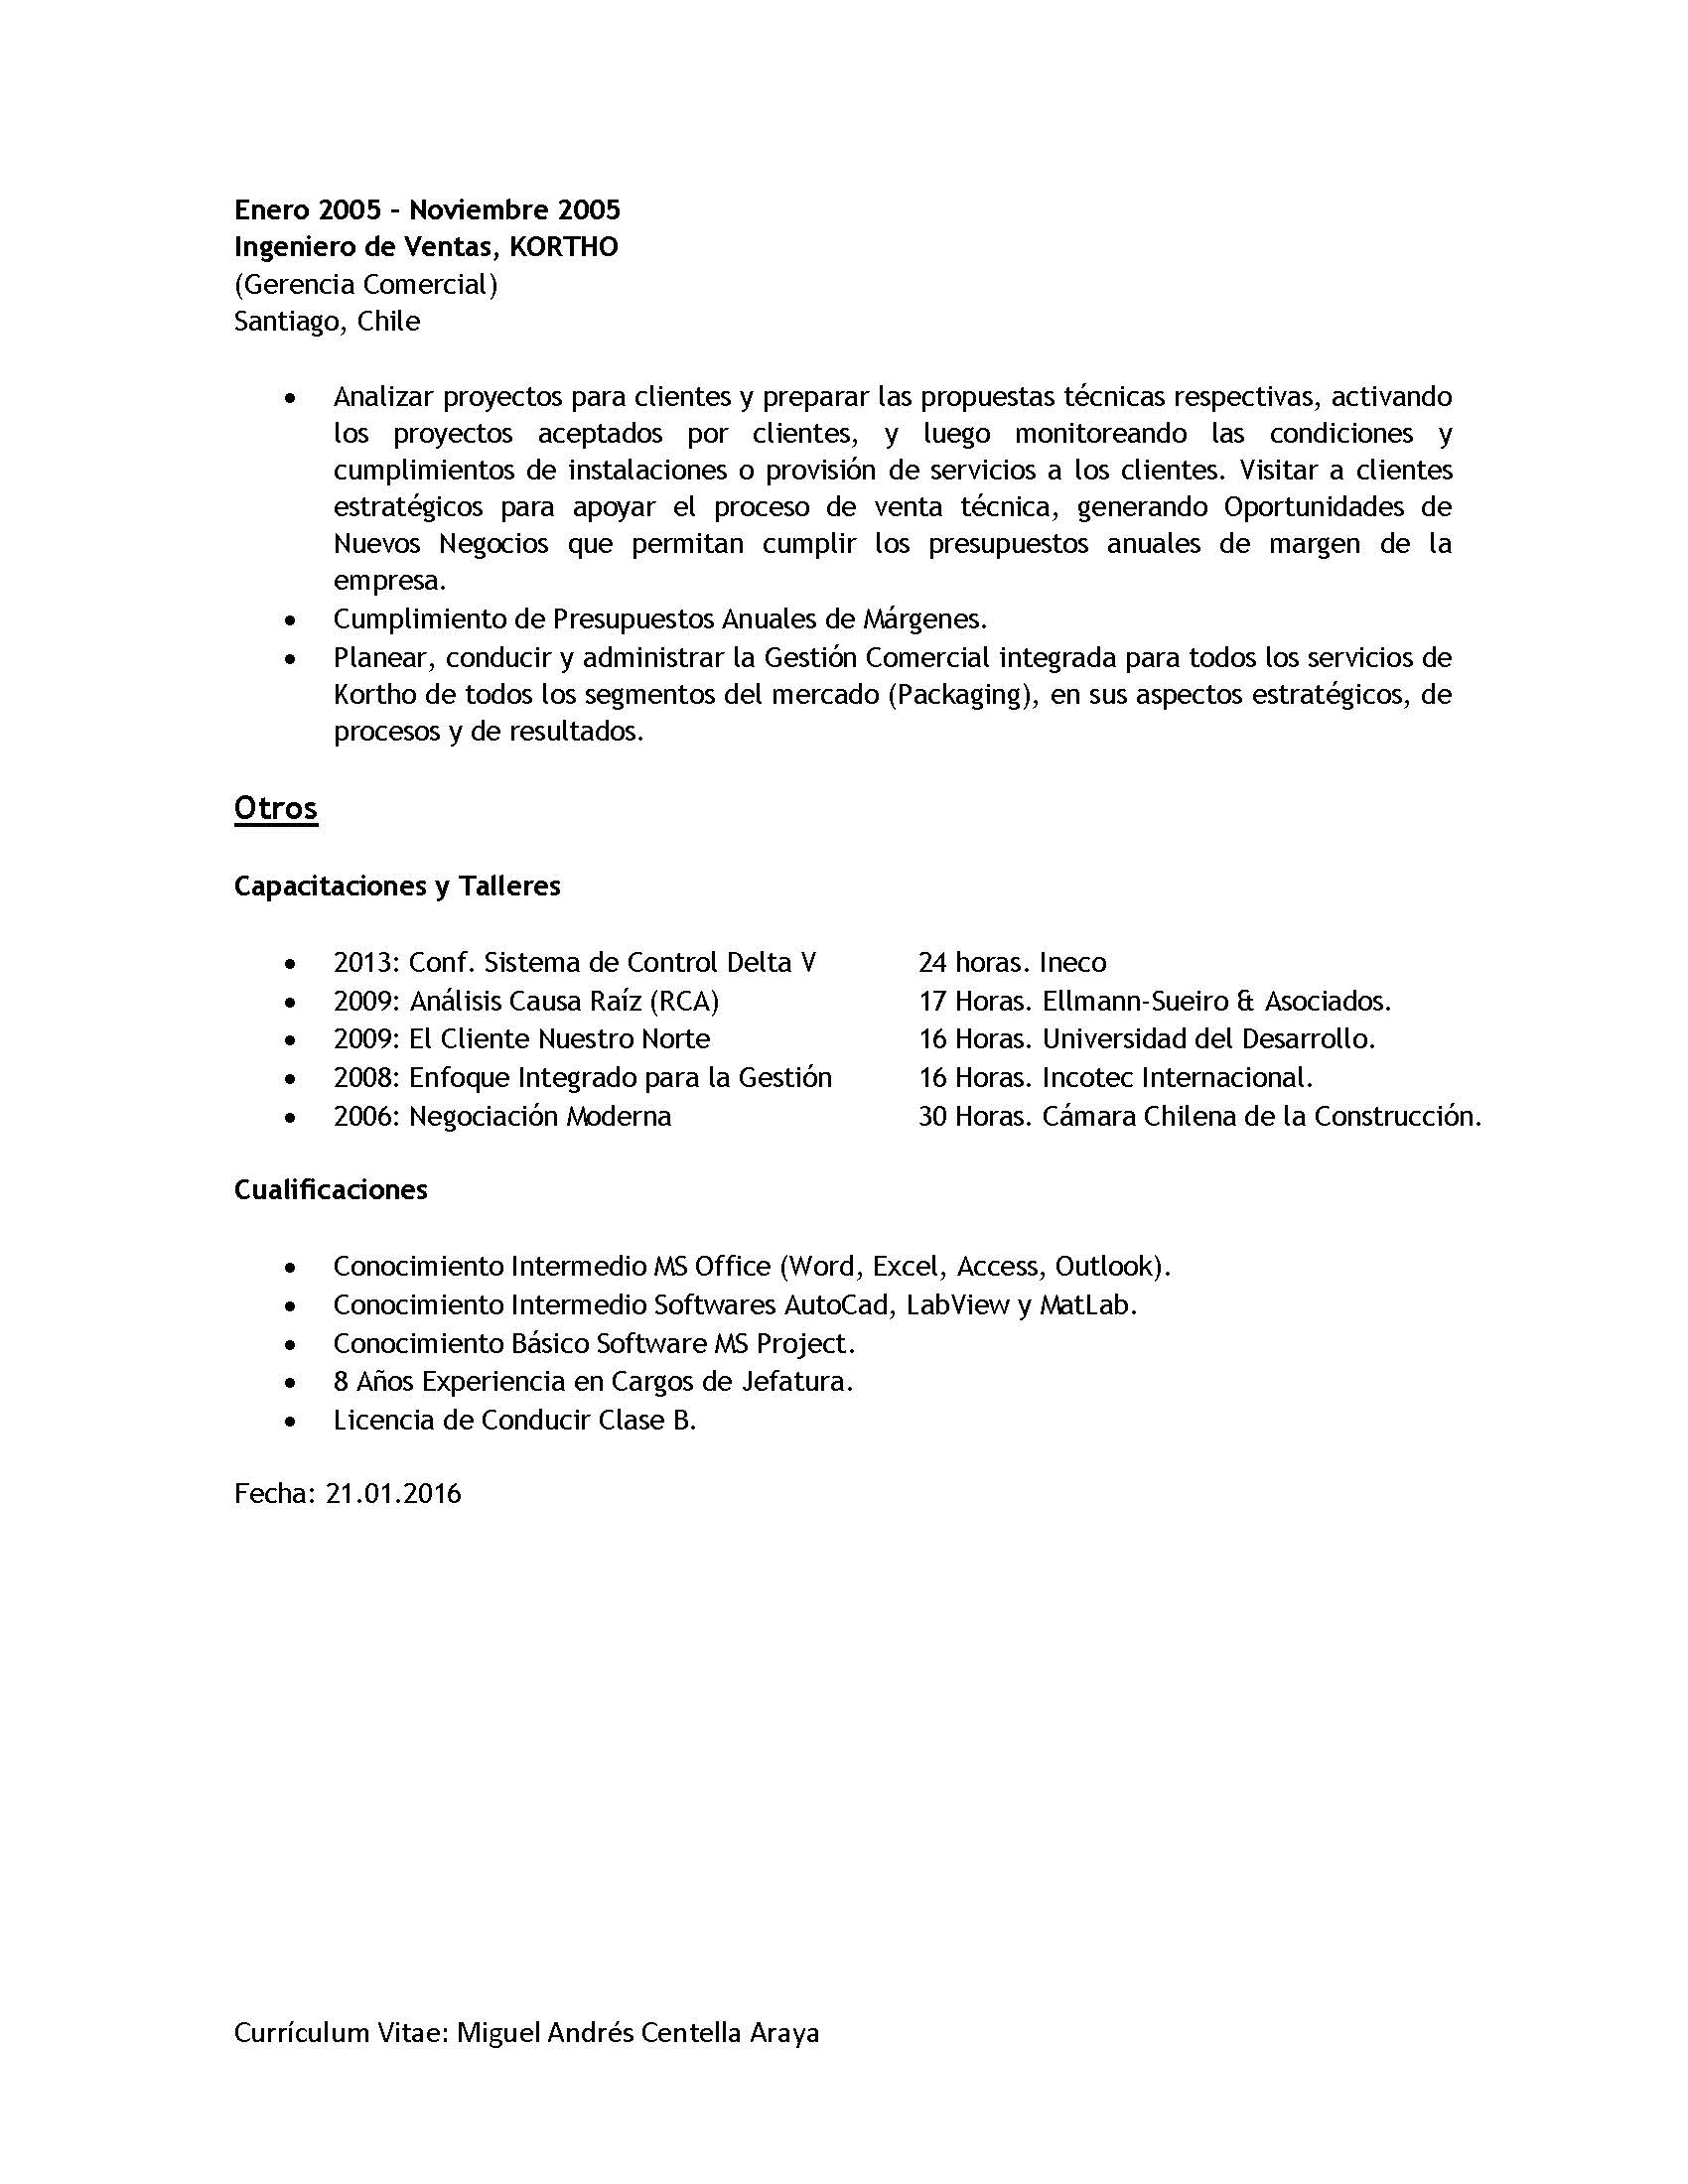 Enero 2005 - Noviembre 2005
Ingeniero de Ventas, KORTHO
(Gerencia Comercial)
Santiago, Chile
• Analizar proyectos para clientes y preparar las propuestas técnicas respectivas, activando
los proyectos aceptados por clientes, y luego monitoreando las condiciones y
cumplimientos de instalaciones o provisión de servicios a los clientes. Visitar a clientes
estratégicos para apoyar el proceso de venta técnica, generando Oportunidades de
Nuevos Negocios que permitan cumplir los presupuestos anuales de margen de la
empresa.
• Cumplimiento de Presupuestos Anuales de Márgenes.
• Planear, conducir y administrar la Gestión Comercial integrada para todos los servicios de
Kortho de todos los segmentos del mercado (Packaging), en sus aspectos estratégicos, de
procesos y de resultados.
Otros
Capacitaciones y Talleres
• 2013: Conf. Sistema de Control Delta V 24 horas. Ineco
• 2009: Análisis Causa Raíz (RCA) 17 Horas. Ellmann-Sueiro & Asociados.
• 2009: El Cliente Nuestro Norte 16 Horas. Universidad del Desarrollo.
• 2008: Enfoque Integrado para la Gestión 16 Horas. Incotec Internacional.
• 2006: Negociación Moderna 30 Horas. Cámara Chilena de la Construcción.
Cualificaciones
• Conocimiento Intermedio MS Office (Word, Excel, Access, Outlook).
• Conocimiento Intermedio Softwares AutoCad, LabView y MatLab.
• Conocimiento Básico Software MS Project.
• 8 Años Experiencia en Cargos de Jefatura.
• Licencia de Conducir Clase B.
Fecha: 21.01.2016
Currículum Vitae: Miguel Andrés Centella Araya